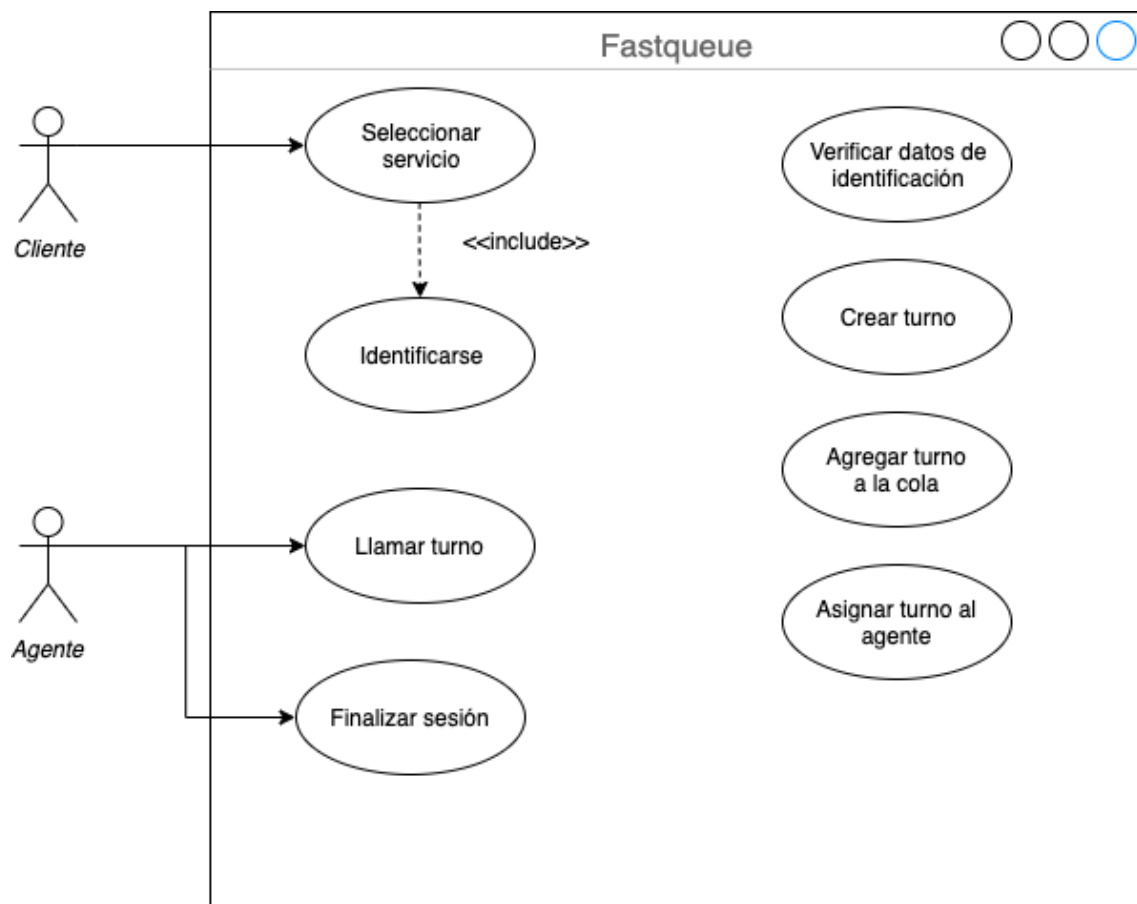 Fastqueue
Seleccionar
servicio
Verificar datos de
identificación
Cliente
<<include>>
Crear turno
Identificarse
Agregar turno
a la cola
Llamar turno
Asignar turno al
agente
Agente
Finalizar sesión